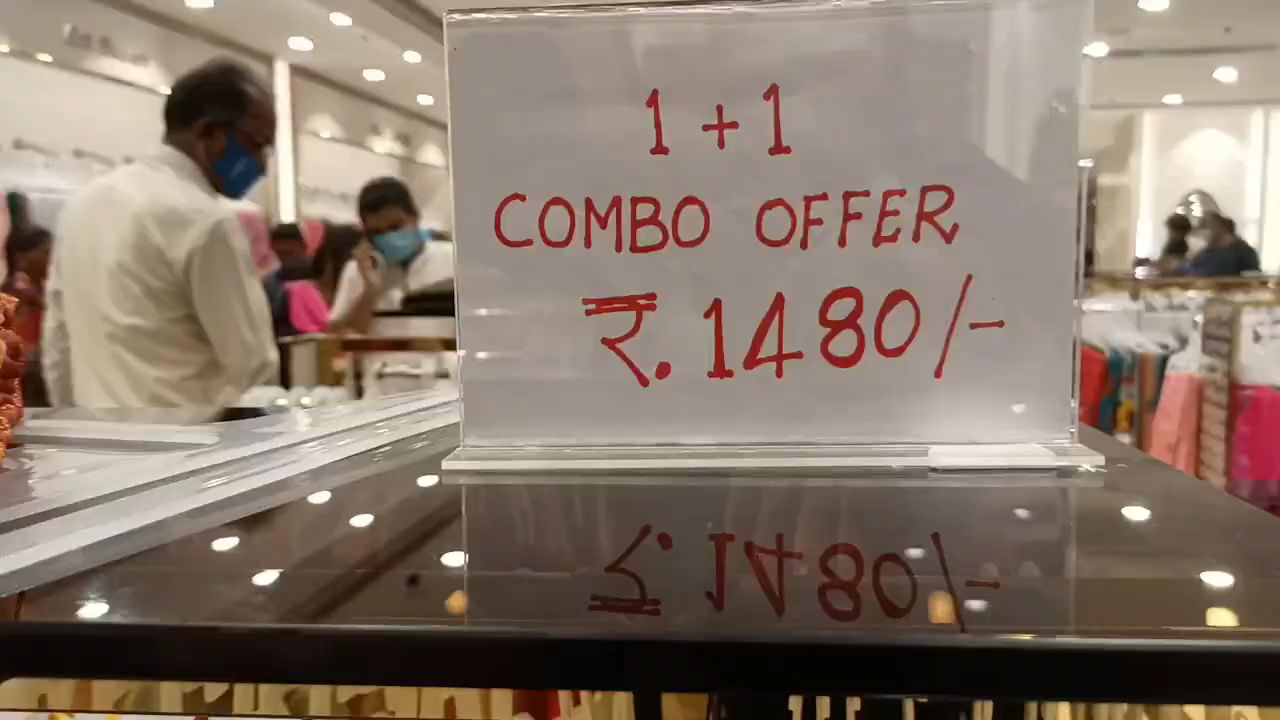 1 + 1
COMBO OFFER
₹. 1480/-